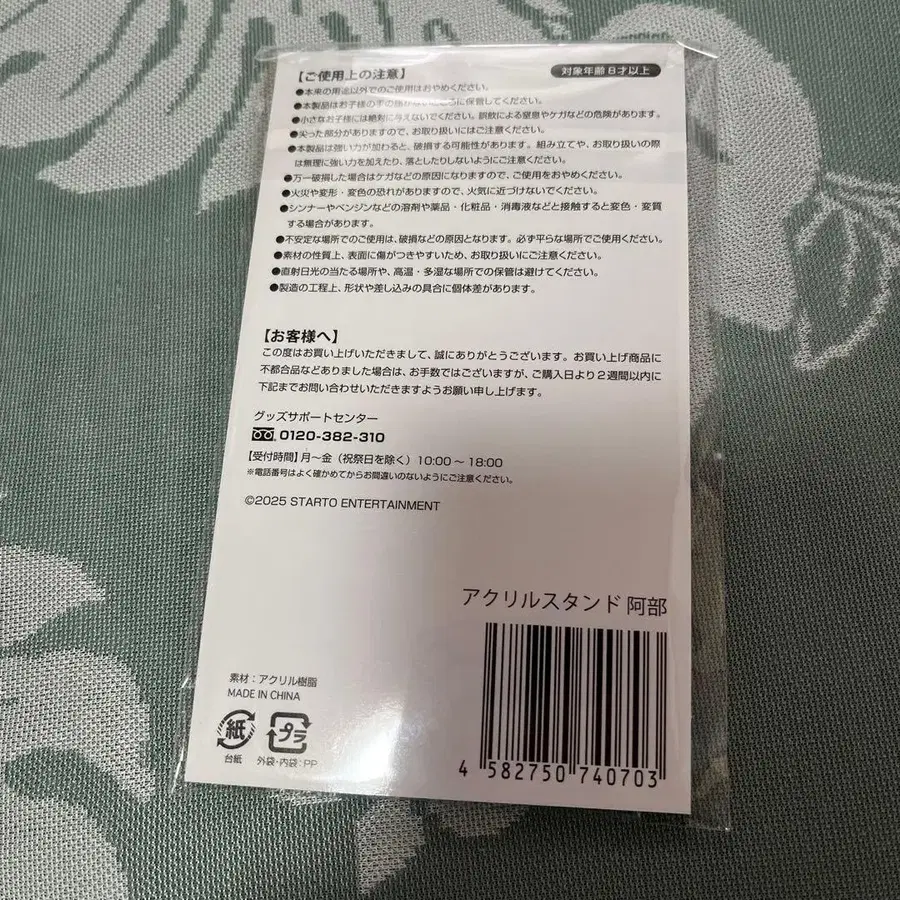 【ご使用上の注意】
対象年齢6才以上
●本来の用途以外でのご使用はおやめください。
●本製品はお子様の手の届かないところに保管してください。
●小さなお子様には絶対に与えないでください。誤飲による窒息やケガなどの危険があります。
●尖った部分がありますので、お取り扱いにはご注意ください。
●本製品は強い力が加わると、破損する可能性があります。組み立てや、お取り扱いの際
は無理に強い力を加えたり、落としたりしないようにご注意ください。
●万一破損した場合はケガなどの原因になりますので、ご使用をおやめください。
●火災や変形・変色の恐れがありますので、火気に近づけないでください。
●シンナーやベンジンなどの溶剤や薬品・化粧品・消毒液などと接触すると変色・変質
する場合があります。
●不安定な場所でのご使用は、破損などの原因となります。必ず平らな場所でご使用ください。
●素材の性質上、表面に傷がつきやすいため、お取り扱いにご注意ください。
●直射日光の当たる場所や、高温・多湿な場所での保管は避けてください。
●製造の工程上、形状や差し込みの具合に個体差があります。
【お客様へ】
この度はお買い上げいただきまして、誠にありがとうございます。お買い上げ商品に
不都合品などありました場合は、お手数ではございますが、ご購入日より2週間以内に
下記までお問い合わせいただきますようお願い申し上げます。
グッズサポートセンター
0120-382-310
【受付時間】月～金（祝祭日を除く）10:00～18:00
※電話番号はよく確かめてからお間違いのないようにご注意ください。
©2025 STARTO ENTERTAINMENT
アクリルスタンド 阿部
素材：アクリル樹脂
MADE IN CHINA
紙
プラ
台紙
外袋・内袋：PP
4 582750 740703